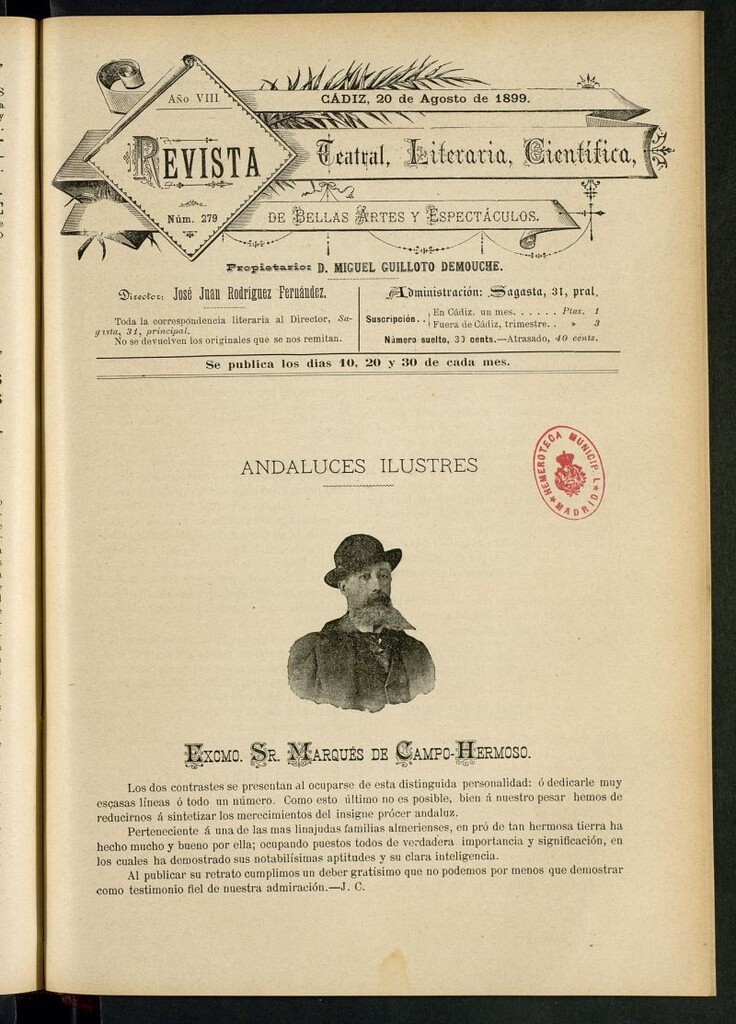 Año VIII
CÁDIZ, 20 de Agosto de 1899.
REVISTA
Teatral, Literaria, Científica,
Núm. 279
DE BELLAS ARTES Y ESPECTÁCULOS.
Propietario: D. MIGUEL GUILLOTO DEMOUCHE.
Director: José Juan Rodríguez Fernández.
Toda la correspondencia literaria al Director, Sa-
gasta, 31, principal.
No se devuelven los originales que se nos remitan.
Administración: Sagasta, 31, pral.
Suscripción.. En Cádiz. un mes. . . . . . Ptas. 1
Fuera de Cádiz, trimestre. . » 3
Número suelto, 30 cents.—Atrasado, 40 cents.
Se publica los dias 10, 20 y 30 de cada mes.
ANDALUCES ILUSTRES
HEMEROTECA MUNICIPAL
MADRID
EXCMO. SR. MARQUÉS DE CAMPO-HERMOSO.
Los dos contrastes se presentan al ocuparse de esta distinguida personalidad: ó dedicarle muy
escasas líneas ó todo un número. Como esto último no es posible, bien á nuestro pesar hemos de
reducirnos á sintetizar los merecimientos del insigne prócer andaluz.
Perteneciente á una de las mas linajudas familias almerienses, en pró de tan hermosa tierra ha
hecho mucho y bueno por ella; ocupando puestos todos de verdadera importancia y significación, en
los cuales ha demostrado sus notabilísimas aptitudes y su clara inteligencia.
Al publicar su retrato cumplimos un deber gratísimo que no podemos por menos que demostrar
como testimonio fiel de nuestra admiración.—J. C.